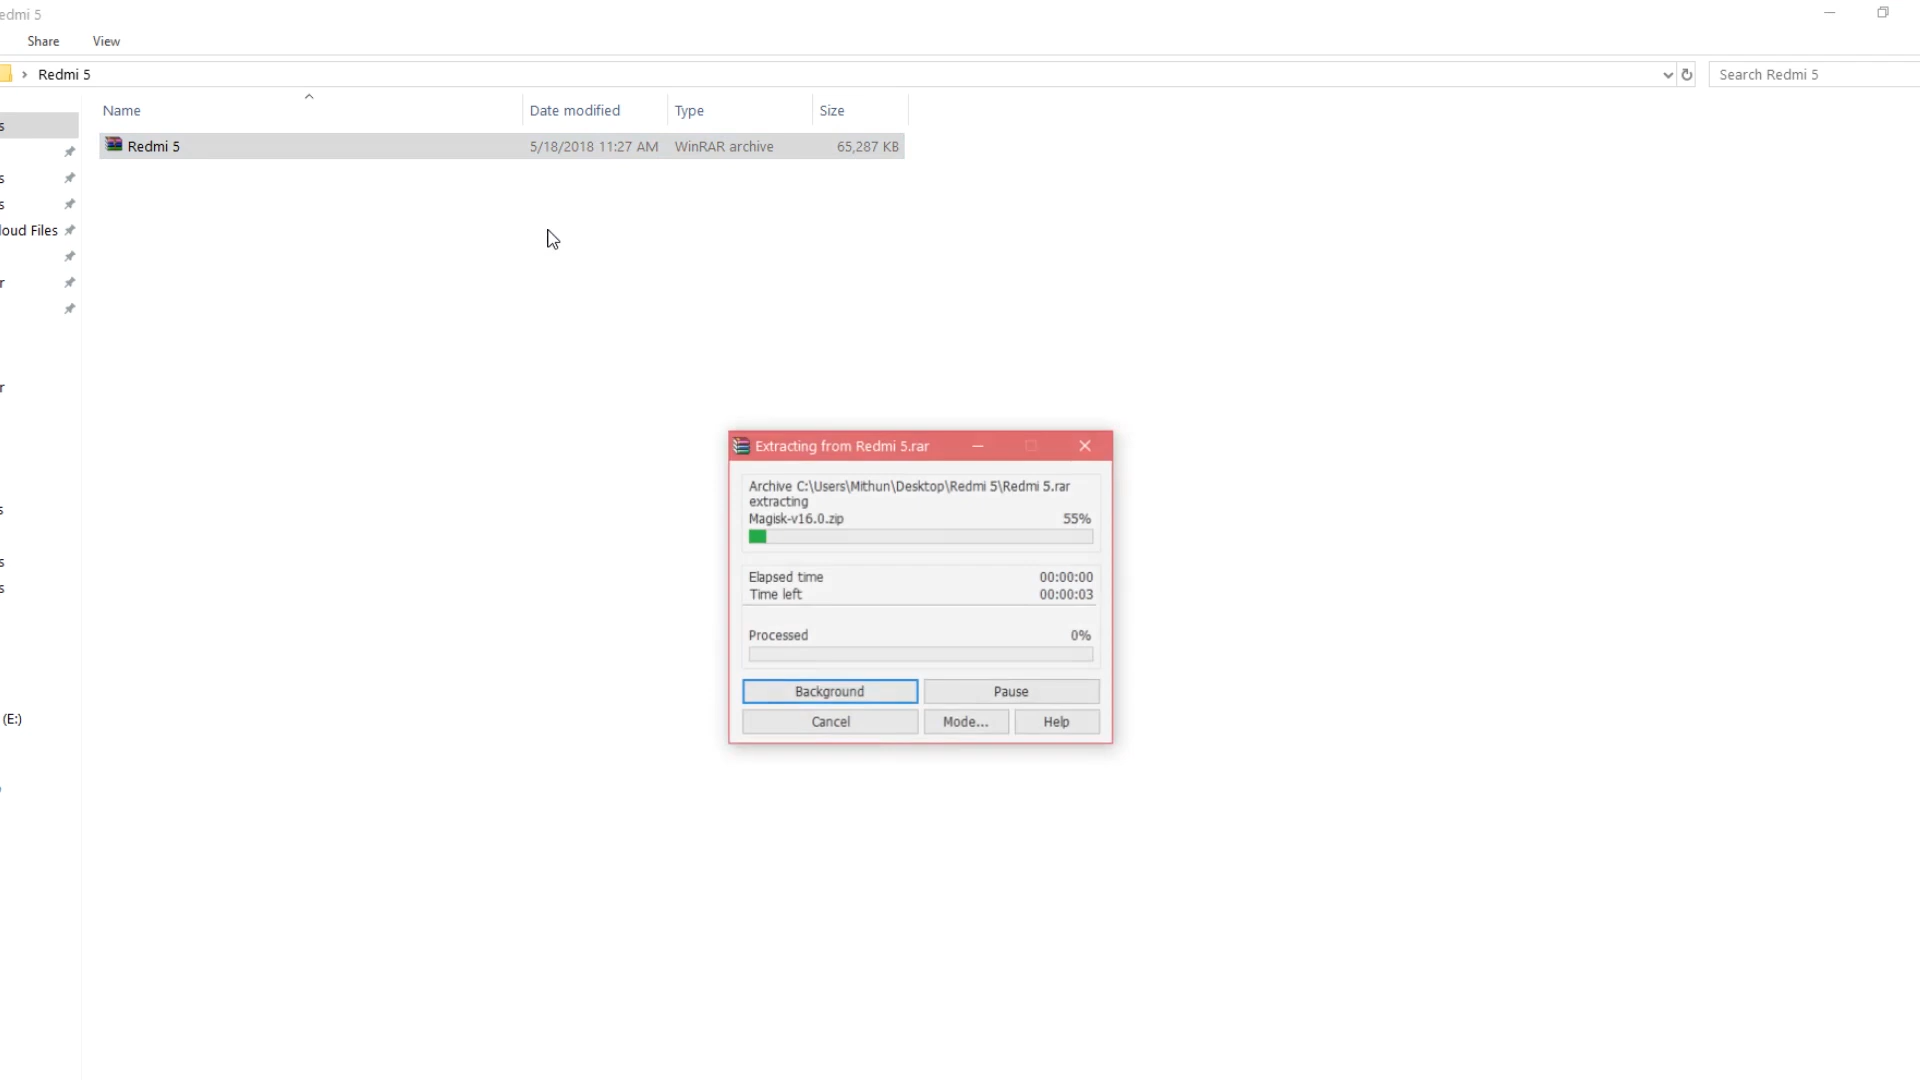 edmi 5
Share View
Redmi 5
Search Redmi 5
Name Date modified Type Size
Redmi 5 5/18/2018 11:27 AM WinRAR archive 65,287 KB
s
s
s
loud Files
r
r
s
s
s
(E:)
Extracting from Redmi 5.rar
Archive C:\Users\Mithun\Desktop\Redmi 5\Redmi 5.rar
extracting
Magisk-v16.0.zip 55%
Elapsed time 00:00:00
Time left 00:00:03
Processed 0%
Background Pause
Cancel Mode... Help